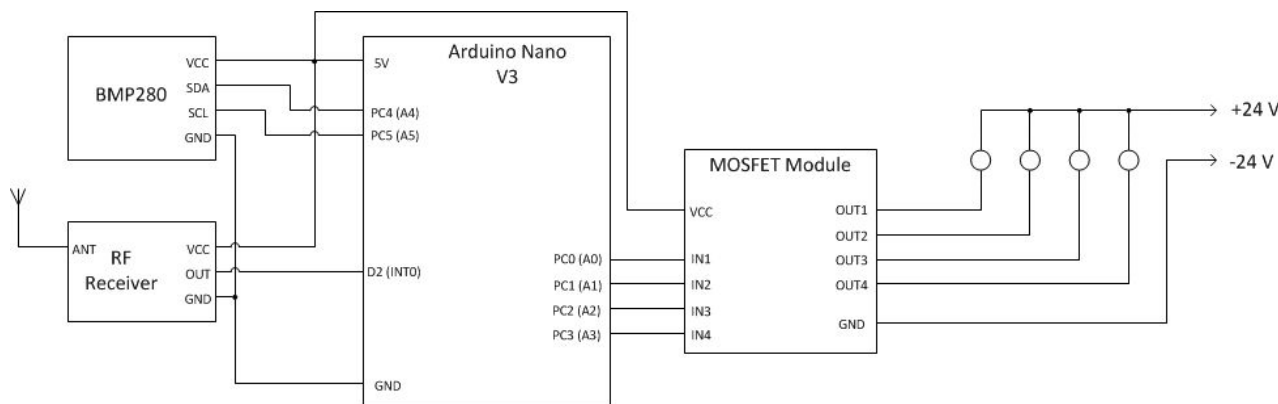 BMP280
VCC
SDA
SCL
GND
ANT
RF
Receiver
VCC
OUT
GND
Arduino Nano
V3
5V
PC4 (A4)
PC5 (A5)
D2 (INT0)
GND
PC0 (A0)
PC1 (A1)
PC2 (A2)
PC3 (A3)
MOSFET Module
VCC
IN1
IN2
IN3
IN4
OUT1
OUT2
OUT3
OUT4
GND
+24 V
-24 V